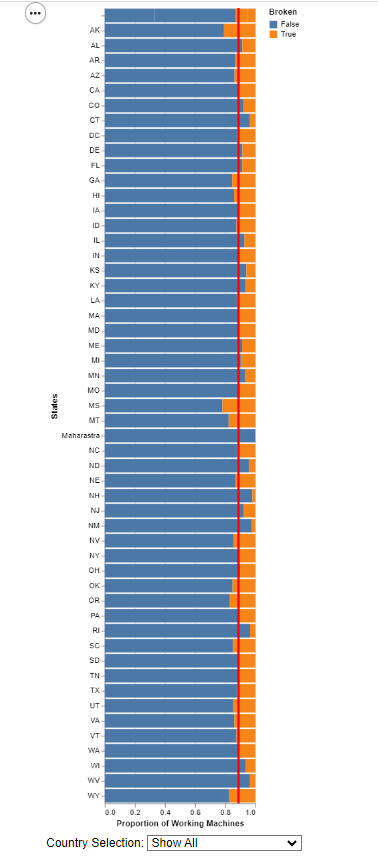 Broken
False
True
AK
AL
AR
AZ
CA
CO
CT
DC
DE
FL
GA
HI
IA
ID
IL
IN
KS
KY
LA
MA
MD
ME
MI
MN
MO
MS
MT
Maharastra
NC
ND
NE
NH
NJ
NM
NV
NY
OH
OK
OR
PA
RI
SC
SD
TN
TX
UT
VA
VT
WA
WI
WV
WY
States
0.0 0.2 0.4 0.6 0.8 1.0
Proportion of Working Machines
Country Selection: Show All